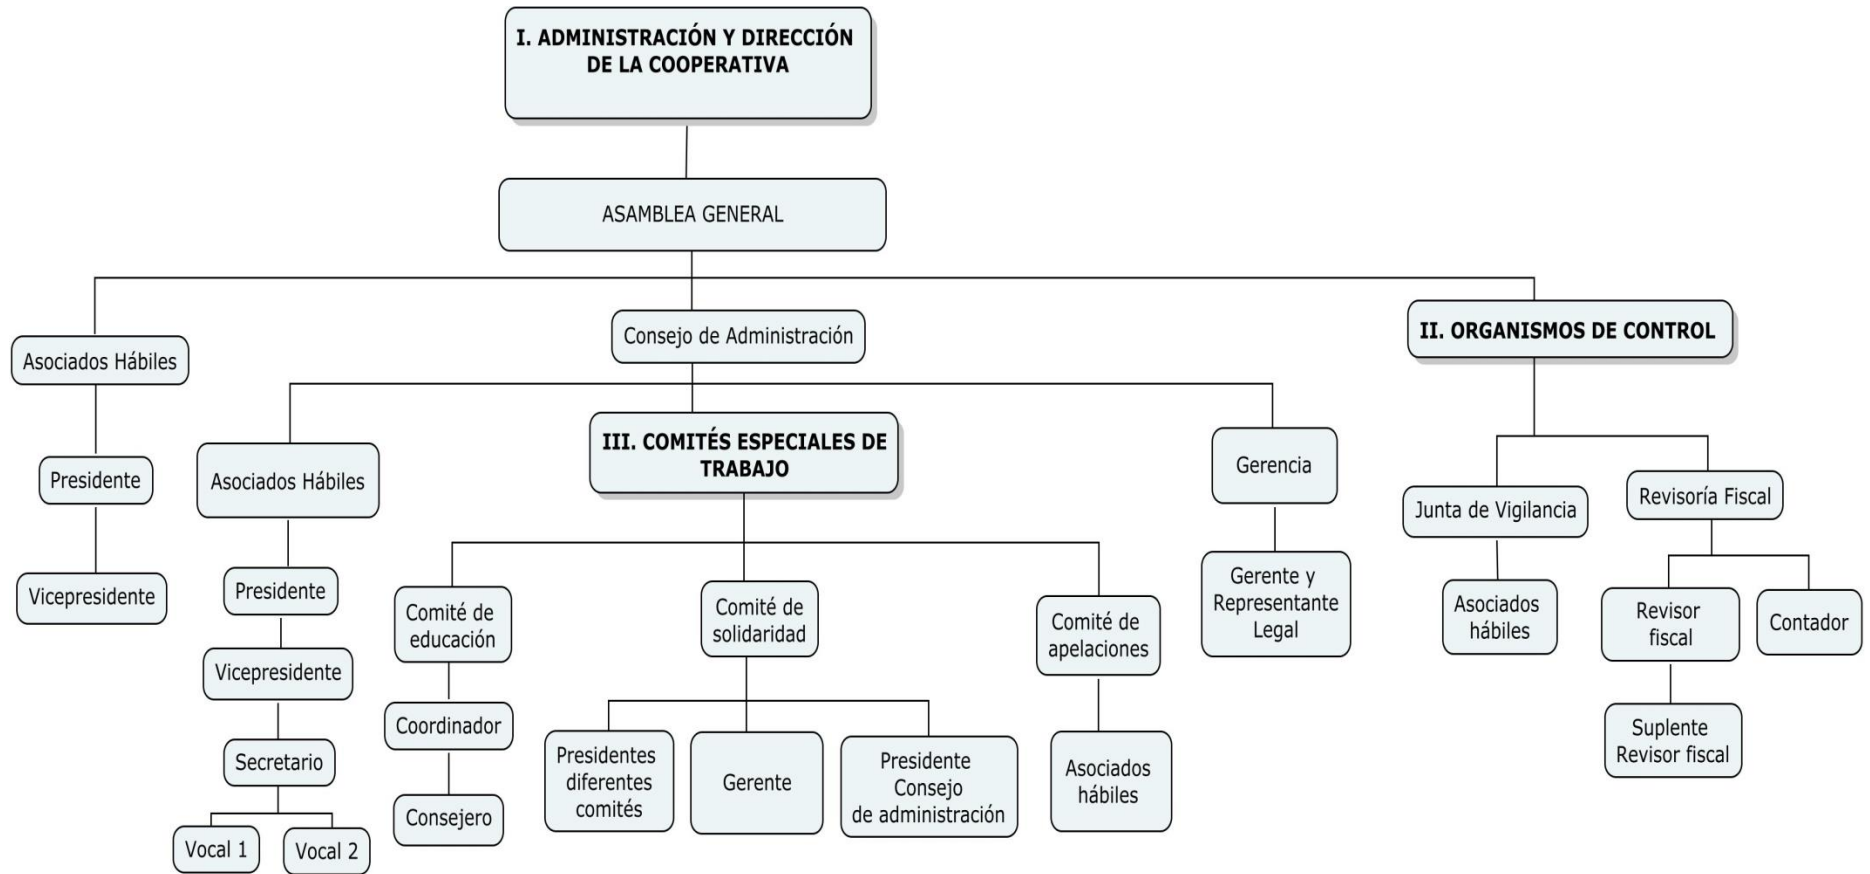 I. ADMINISTRACIÓN Y DIRECCIÓN
DE LA COOPERATIVA
ASAMBLEA GENERAL
Asociados Hábiles
Presidente
Vicepresidente
Consejo de Administración
Asociados Hábiles
Presidente
Vicepresidente
Secretario
Vocal 1
Vocal 2
III. COMITÉS ESPECIALES DE
TRABAJO
Comité de
educación
Coordinador
Consejero
Comité de
solidaridad
Presidentes
diferentes
comités
Gerente
Presidente
Consejo
de administración
Comité de
apelaciones
Asociados
hábiles
Gerencia
Gerente y
Representante
Legal
II. ORGANISMOS DE CONTROL
Junta de Vigilancia
Asociados
hábiles
Revisoría Fiscal
Revisor
fiscal
Suplente
Revisor fiscal
Contador